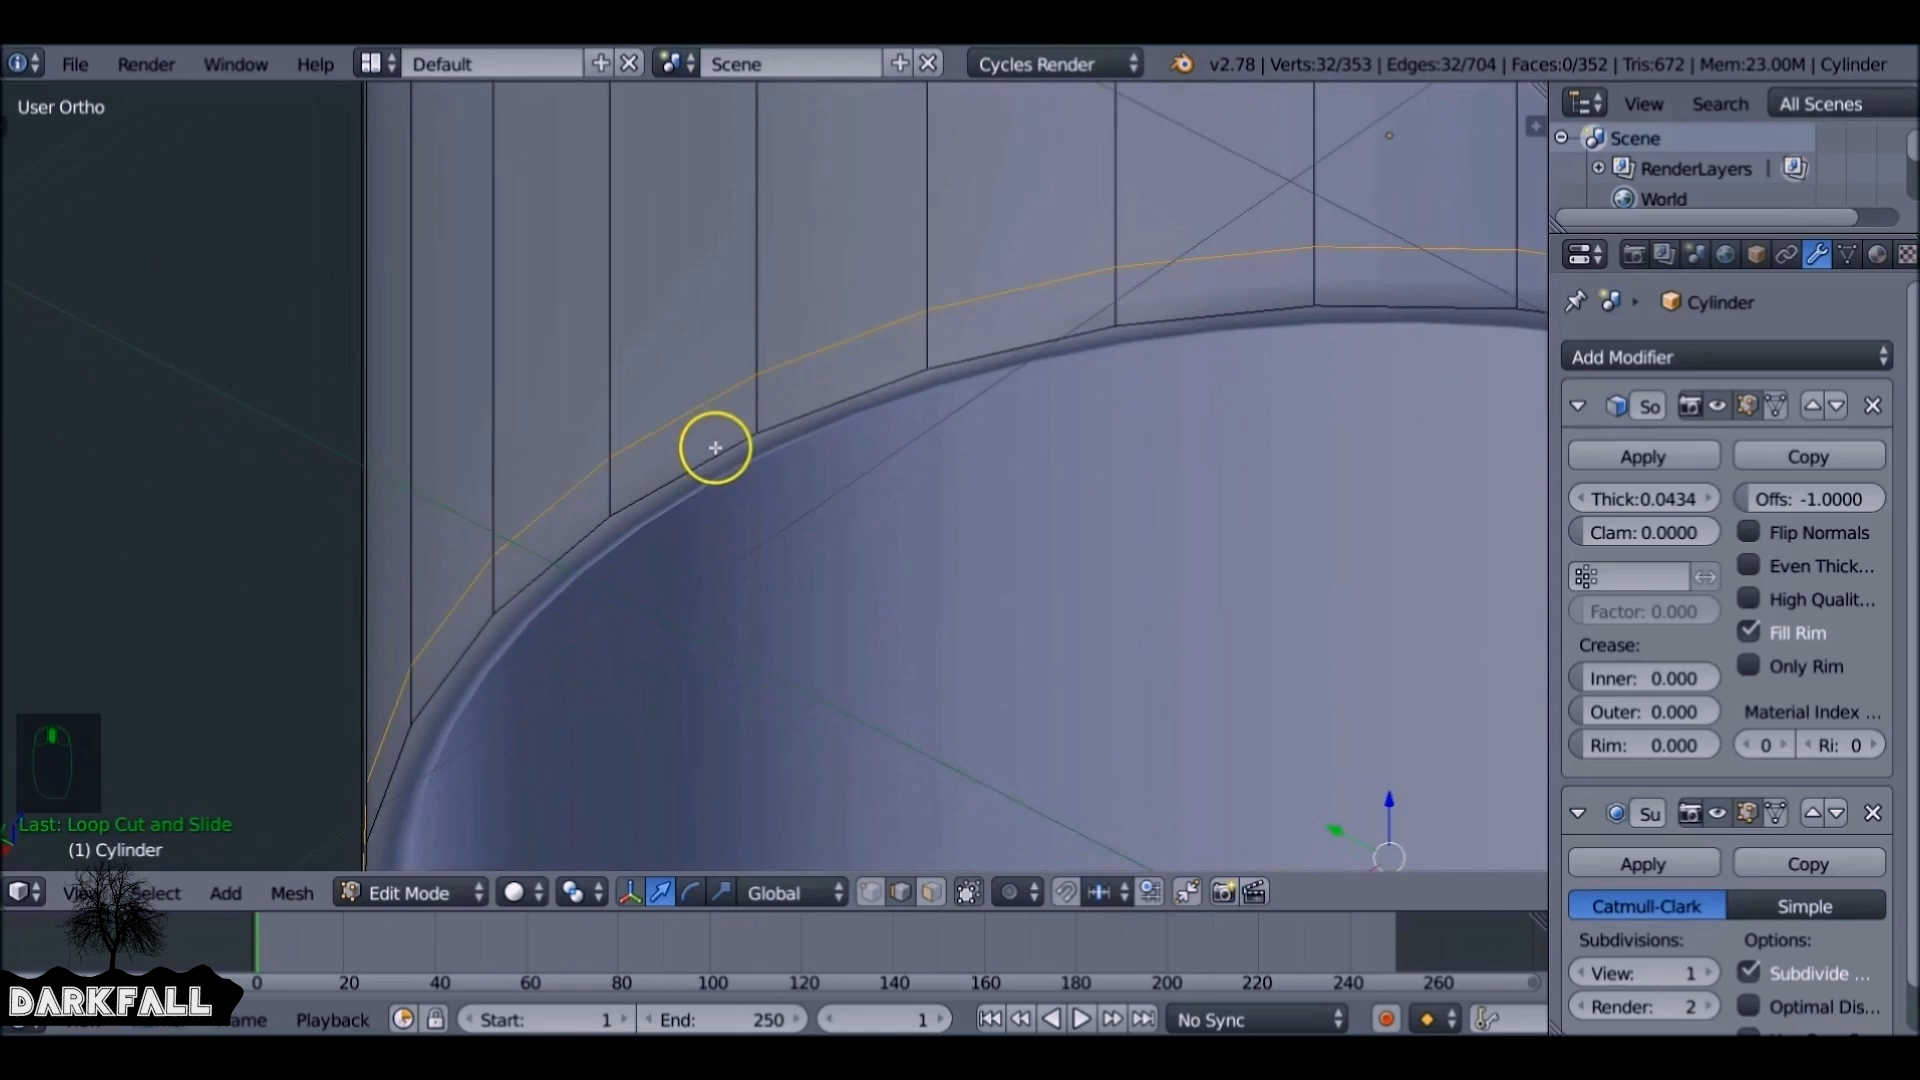 File Render Window Help Default Scene Cycles Render v2.78 | Verts:32/353 | Edges:32/704 | Faces:0/352 | Tris:672 | Mem:23.00M | Cylinder
User Ortho
View Search All Scenes
Scene
RenderLayers
World
Cylinder
Add Modifier
So
Apply Copy
Thick:0.0434 Offs: -1.0000
Clam: 0.0000 Flip Normals
Even Thick...
High Qualit...
Factor: 0.000
Fill Rim
Crease:
Only Rim
Inner: 0.000
Outer: 0.000 Material Index ...
Rim: 0.000 0 Ri: 0
Su
Apply Copy
Catmull-Clark Simple
Subdivisions: Options:
View: 1 Subdivide ...
Render: 2 Optimal Dis...
Last: Loop Cut and Slide
(1) Cylinder
View Select Add Mesh Edit Mode Global
0 20 40 60 80 100 120 140 160 180 200 220 240 260
DARKFALL
Playback Start: 1 End: 250 1 No Sync